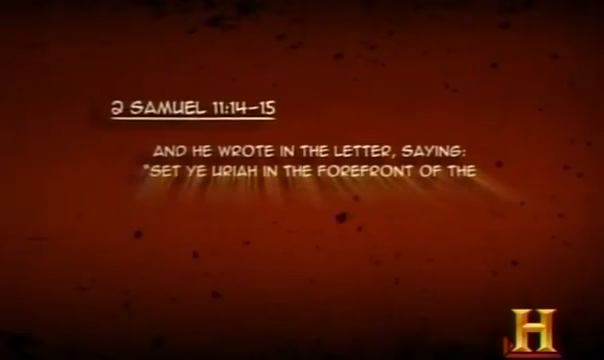 2 SAMUEL 11:14-15
AND HE WROTE IN THE LETTER, SAYING:
"SET YE URIAH IN THE FOREFRONT OF THE
H